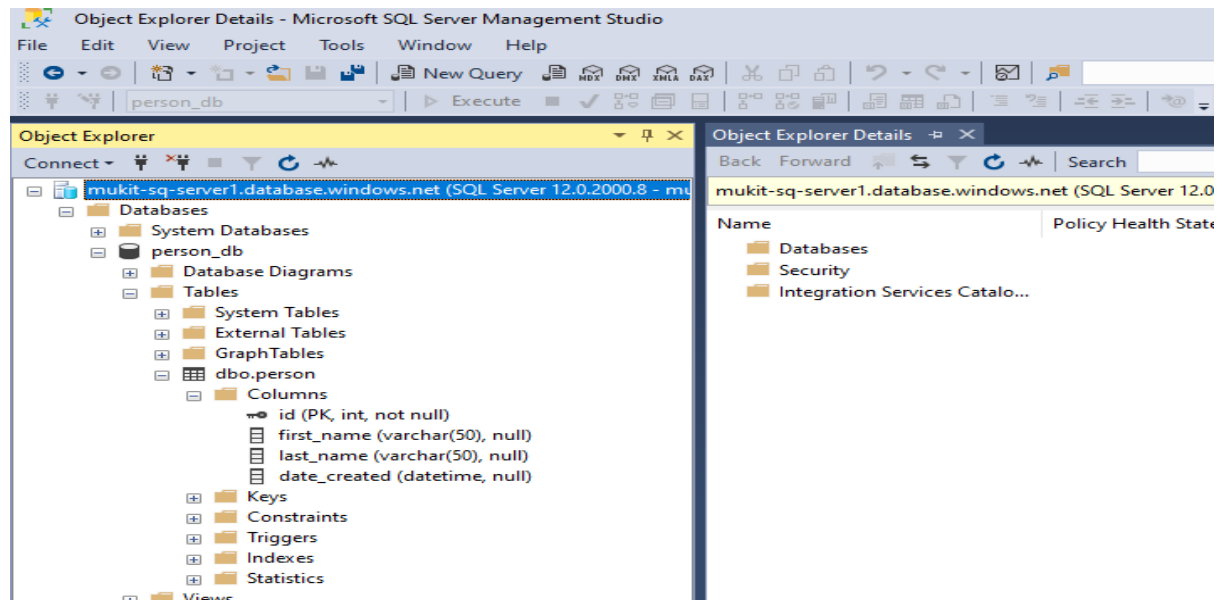 Object Explorer Details - Microsoft SQL Server Management Studio
File Edit View Project Tools Window Help
New Query MDX DMX XMLA DAX
person_db Execute
Object Explorer
Connect
mukit-sq-server1.database.windows.net (SQL Server 12.0.2000.8 - mu
Databases
System Databases
person_db
Database Diagrams
Tables
System Tables
External Tables
GraphTables
dbo.person
Columns
id (PK, int, not null)
first_name (varchar(50), null)
last_name (varchar(50), null)
date_created (datetime, null)
Keys
Constraints
Triggers
Indexes
Statistics
Views
Object Explorer Details
Back Forward Search
mukit-sq-server1.database.windows.net (SQL Server 12.0
Name Policy Health State
Databases
Security
Integration Services Catalo...